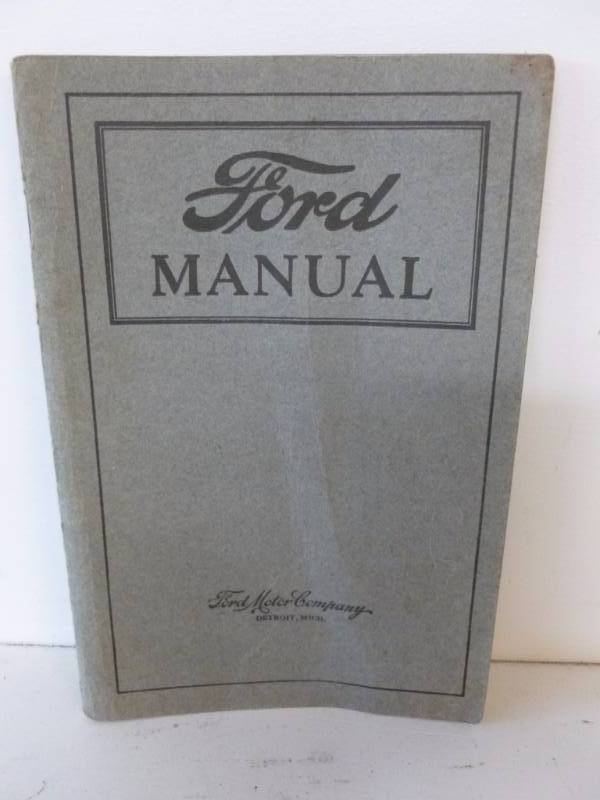 Ford
MANUAL
Ford Motor Company
DETROIT, MICH.